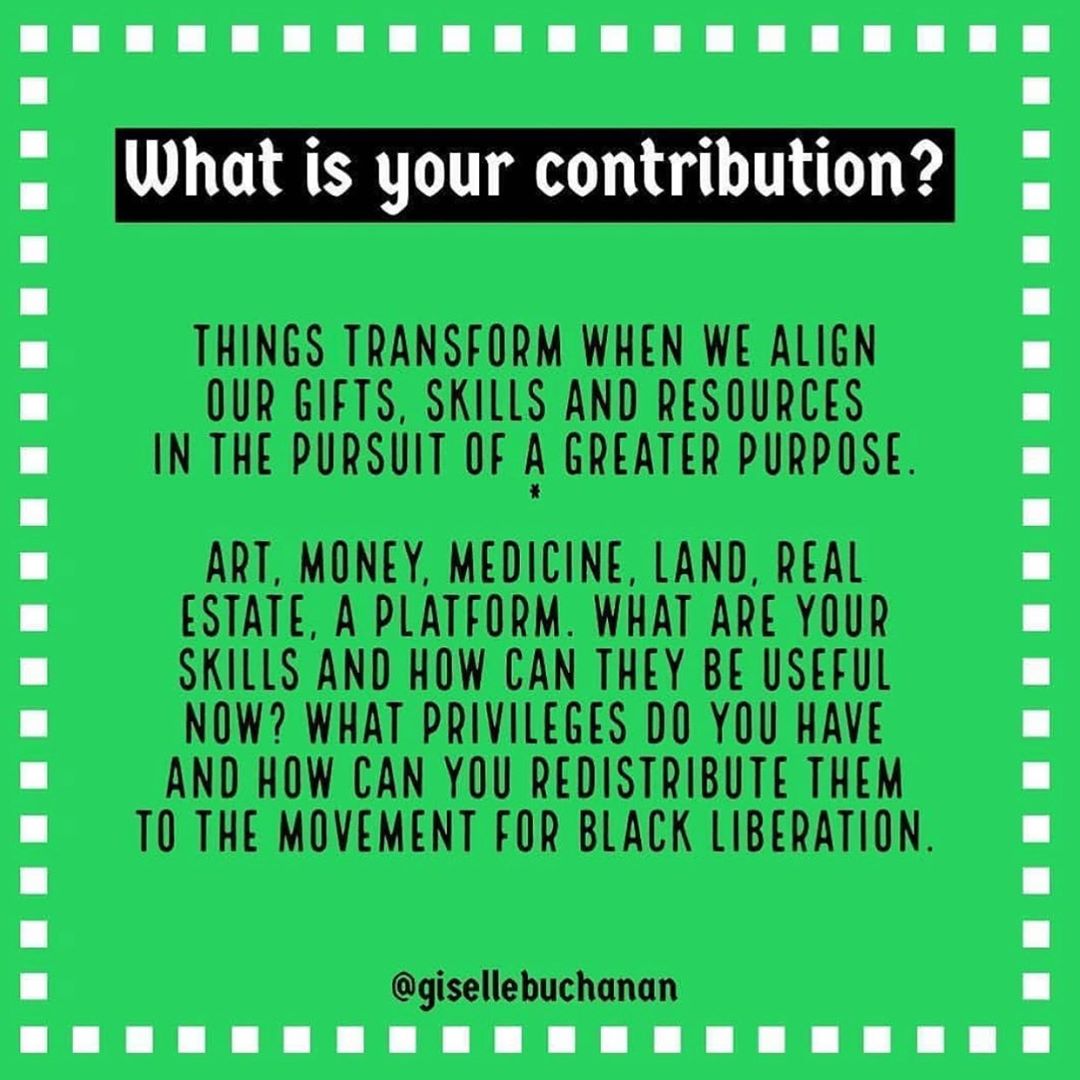 What is your contribution?
THINGS TRANSFORM WHEN WE ALIGN
OUR GIFTS, SKILLS AND RESOURCES
IN THE PURSUIT OF A GREATER PURPOSE.
*
ART, MONEY, MEDICINE, LAND, REAL
ESTATE, A PLATFORM. WHAT ARE YOUR
SKILLS AND HOW CAN THEY BE USEFUL
NOW? WHAT PRIVILEGES DO YOU HAVE
AND HOW CAN YOU REDISTRIBUTE THEM
TO THE MOVEMENT FOR BLACK LIBERATION.
@gisellebuchanan